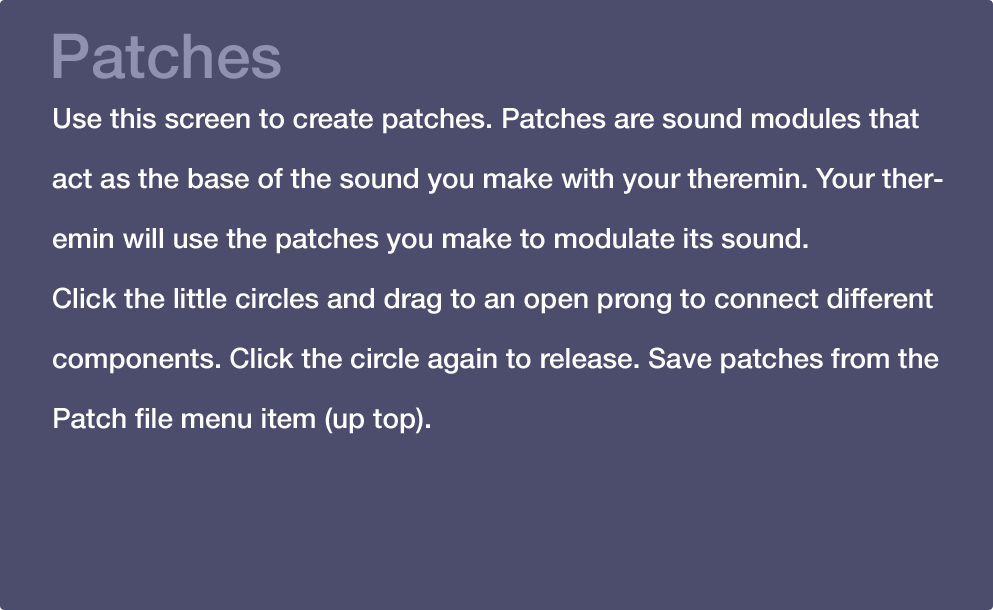 Patches
Use this screen to create patches. Patches are sound modules that
act as the base of the sound you make with your theremin. Your ther-
emin will use the patches you make to modulate its sound.
Click the little circles and drag to an open prong to connect different
components. Click the circle again to release. Save patches from the
Patch file menu item (up top).